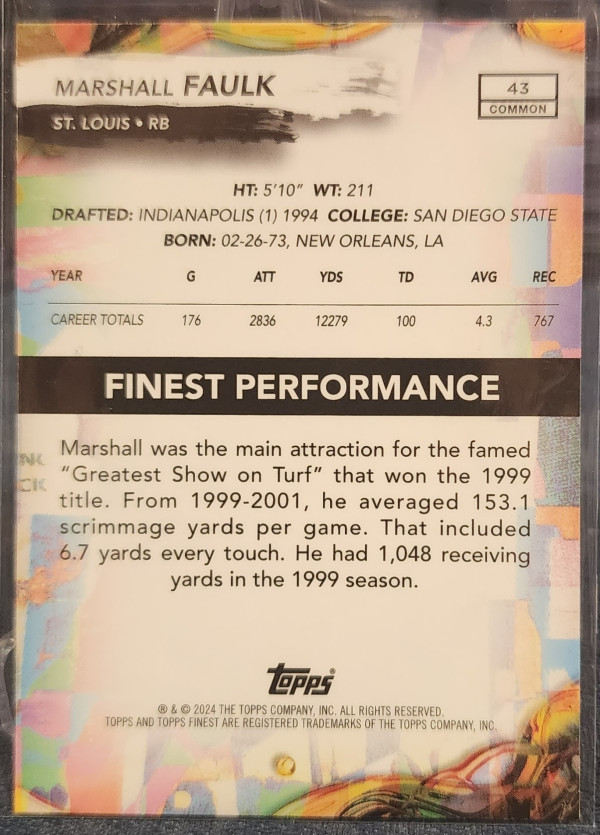 MARSHALL FAULK
ST. LOUIS • RB
43
COMMON
HT: 5'10" WT: 211
DRAFTED: INDIANAPOLIS (1) 1994 COLLEGE: SAN DIEGO STATE
BORN: 02-26-73, NEW ORLEANS, LA
YEAR G ATT YDS TD AVG REC
CAREER TOTALS 176 2836 12279 100 4.3 767
FINEST PERFORMANCE
Marshall was the main attraction for the famed
"Greatest Show on Turf" that won the 1999
title. From 1999-2001, he averaged 153.1
scrimmage yards per game. That included
6.7 yards every touch. He had 1,048 receiving
yards in the 1999 season.
topps®
® & © 2024 THE TOPPS COMPANY, INC. ALL RIGHTS RESERVED.
TOPPS AND TOPPS FINEST ARE REGISTERED TRADEMARKS OF THE TOPPS COMPANY, INC.